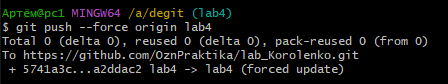 Артём@pc1 MINGW64 /a/degit (lab4)
$ git push --force origin lab4
Total 0 (delta 0), reused 0 (delta 0), pack-reused 0 (from 0)
To https://github.com/OznPraktika/lab_Korolenko.git
+ 5741a3c...a2ddac2 lab4 -> lab4 (forced update)